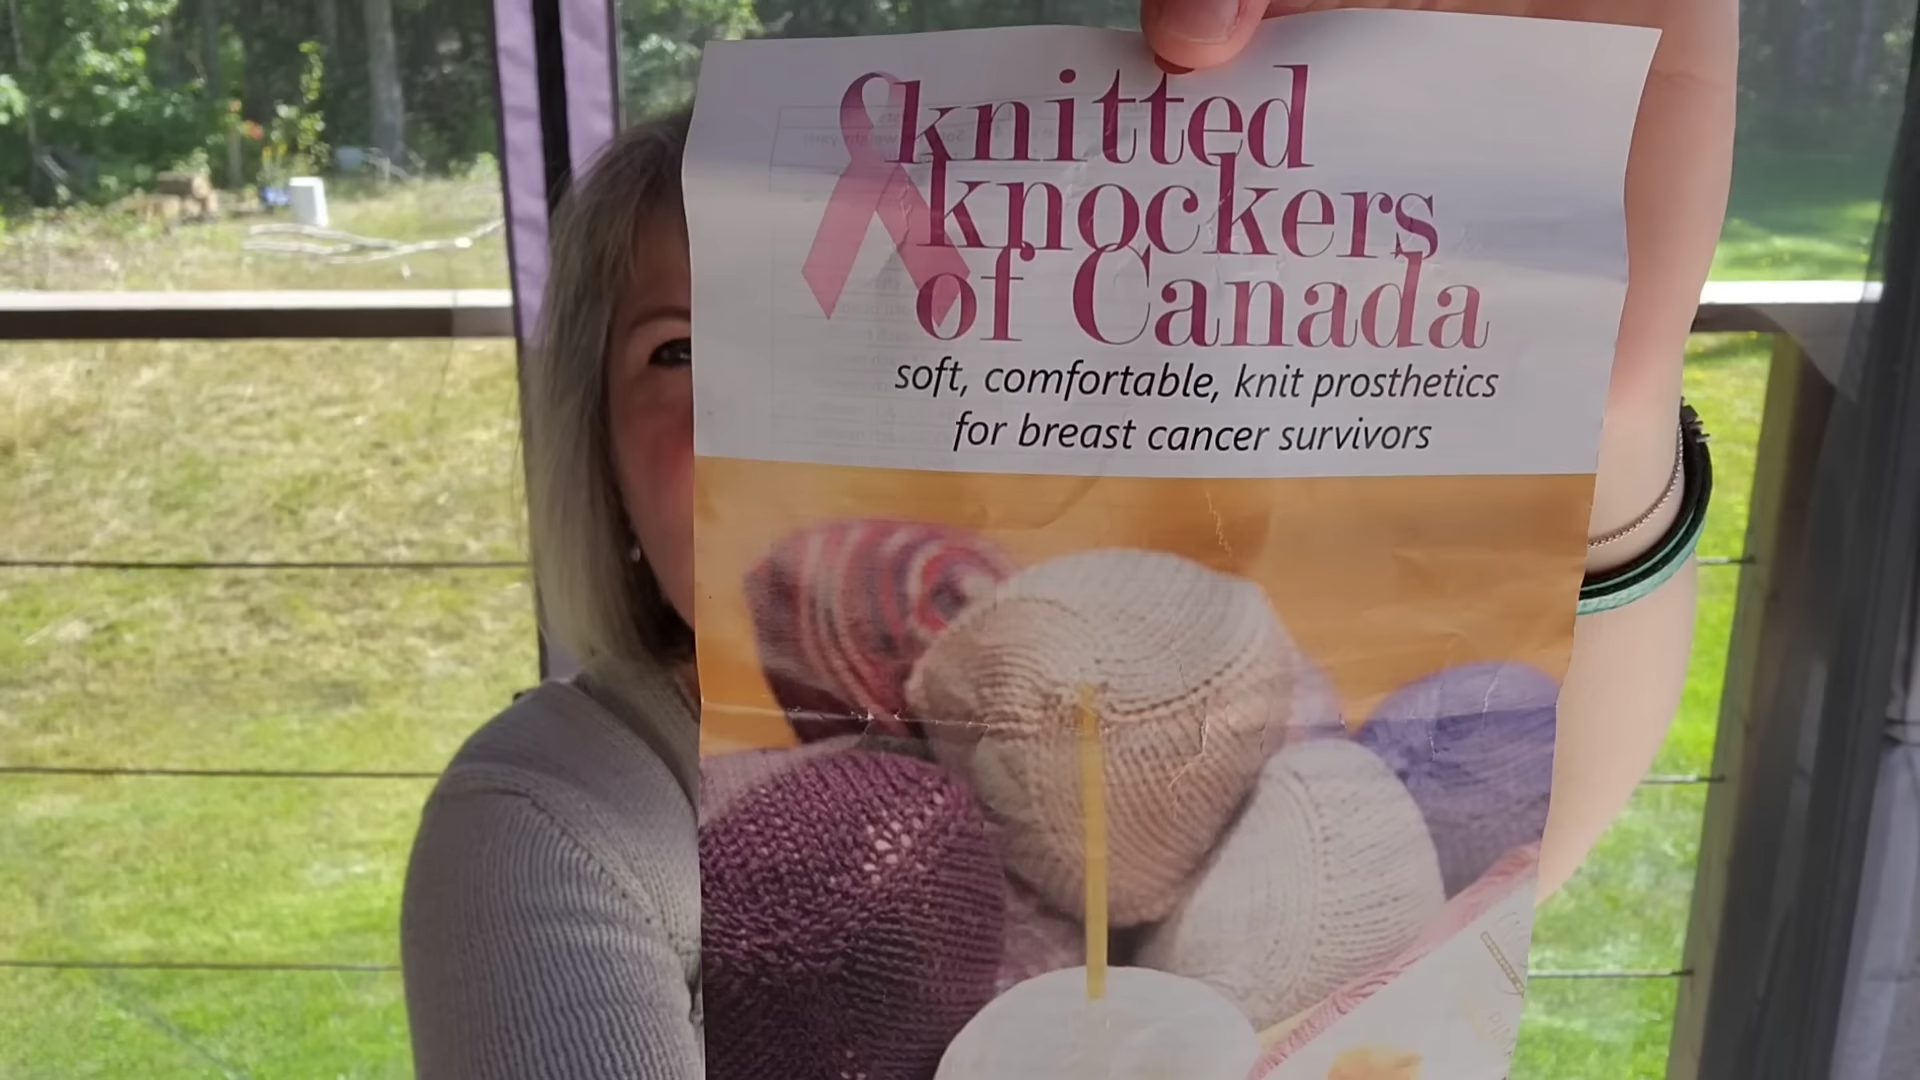 knitted
knockers
of Canada
soft, comfortable, knit prosthetics
for breast cancer survivors